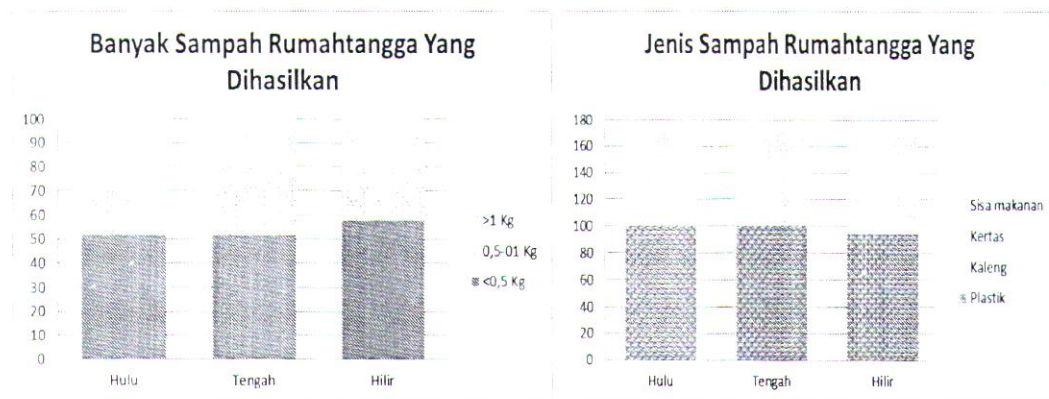 Banyak Sampah Rumahtangga Yang
Dihasilkan
100
90
80
70
60
50
40
30
20
10
0
Hulu
Tengah
Hilir
>1 Kg
0,5-01 Kg
<0,5 Kg
Jenis Sampah Rumahtangga Yang
Dihasilkan
180
160
140
120
100
80
60
40
20
0
Hulu
Tengah
Hilir
Sisa makanan
Kertas
Kaleng
Plastik